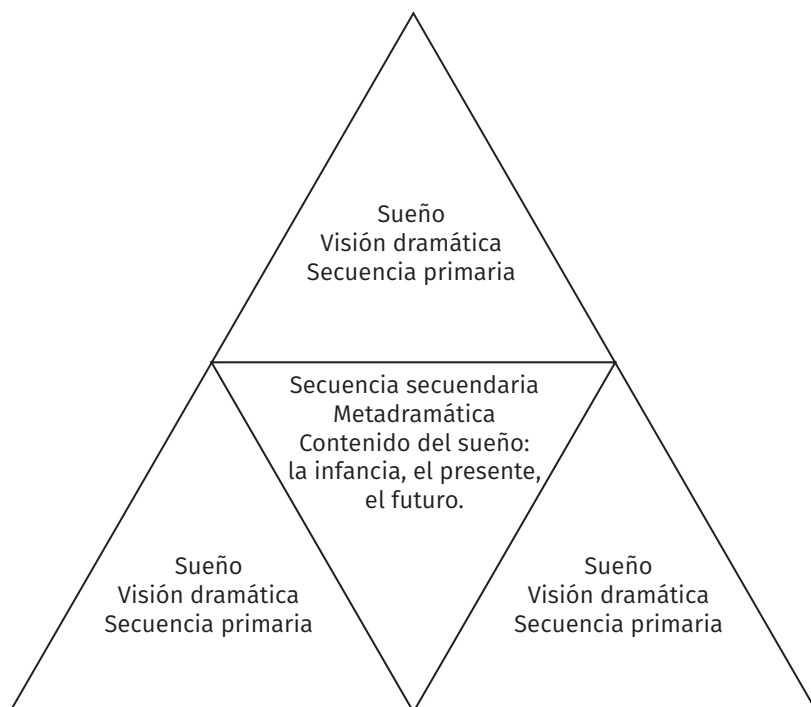 Sueño
Visión dramática
Secuencia primaria
Secuencia secuendaria
Metadramática
Contenido del sueño:
la infancia, el presente,
el futuro.
Sueño
Visión dramática
Secuencia primaria
Sueño
Visión dramática
Secuencia primaria